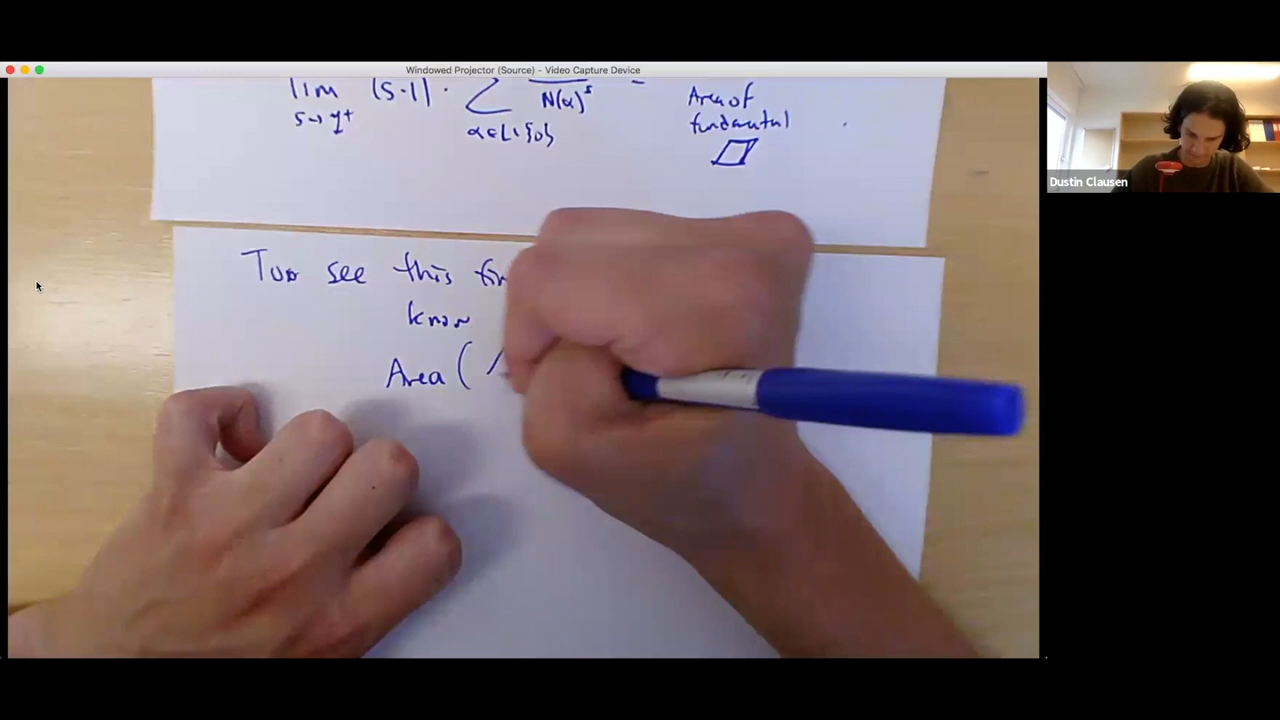 Windowed Projector (Source) - Video Capture Device
lim (s-1) · ∑ N(α)^s =
s→1+ α∈L\{0}
Area of
fundamental
Dustin Clausen
To see this
know
Area (